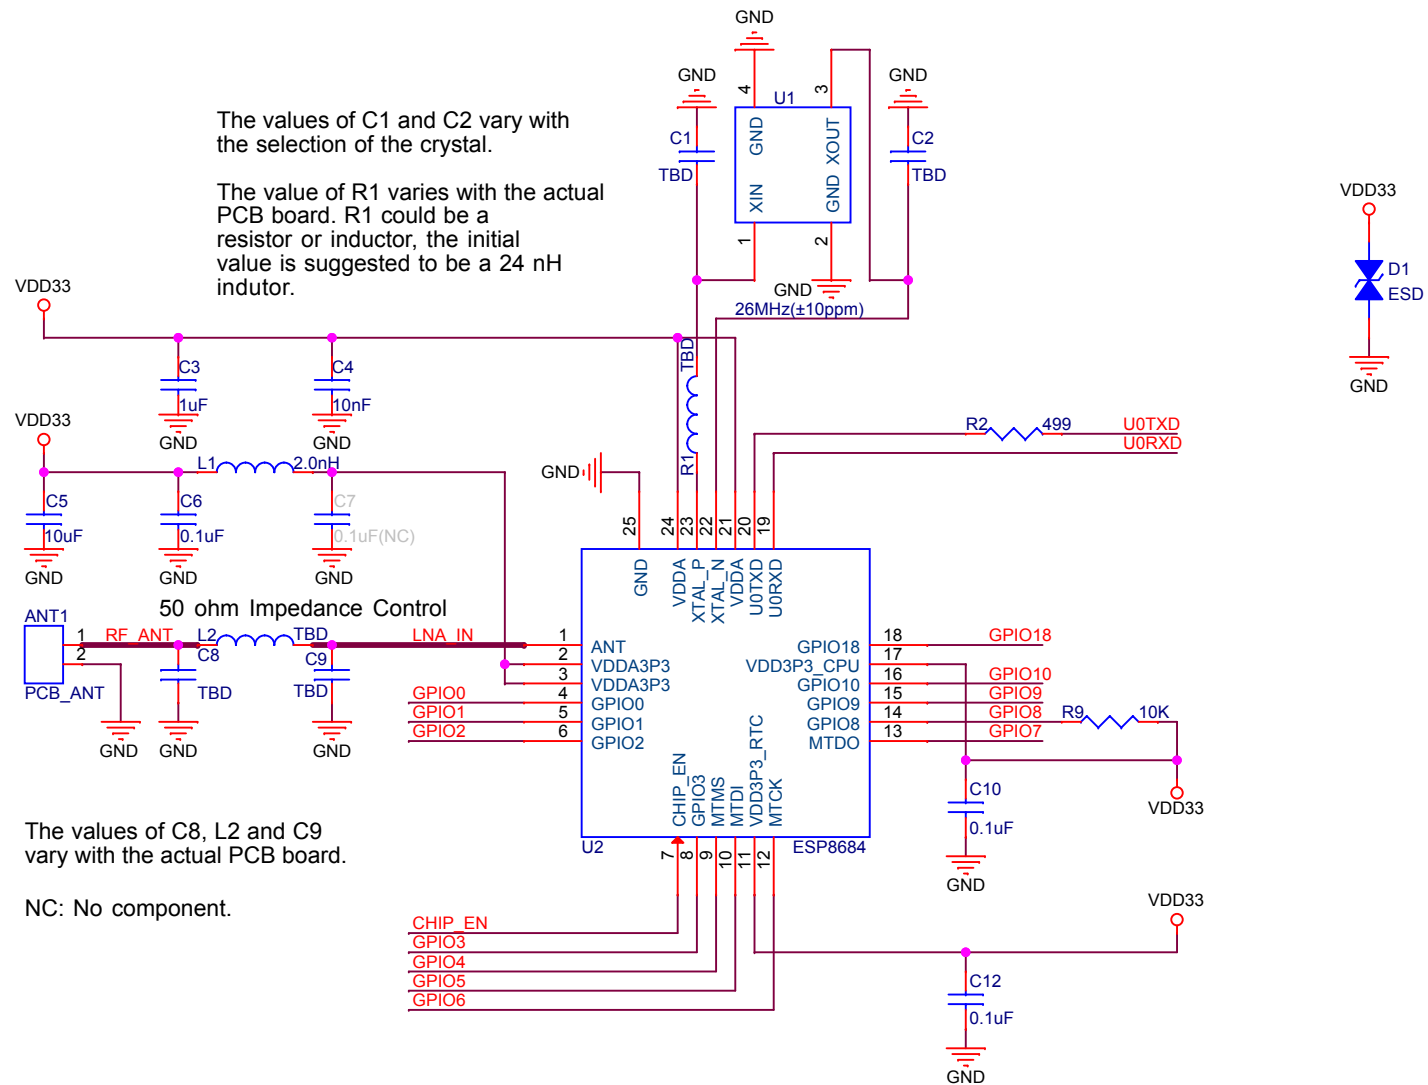 GND
GND
GND
4
3
U1
The values of C1 and C2 vary with
the selection of the crystal.
C1
TBD
GND
XOUT
C2
TBD
The value of R1 varies with the actual
PCB board. R1 could be a
resistor or inductor, the initial
value is suggested to be a 24 nH
indutor.
XIN
GND
1
2
VDD33
D1
ESD
GND
VDD33
GND
26MHz(±10ppm)
C3
1uF
GND
C4
10nF
GND
TBD
R1
VDD33
R2
499
U0TXD
U0RXD
L1
2.0nH
GND
C5
10uF
GND
C6
0.1uF
GND
C7
0.1uF(NC)
GND
25
24
23
22
21
20
19
GND
VDDA
XTAL_P
XTAL_N
VDDA
U0TXD
U0RXD
50 ohm Impedance Control
ANT1
1
2
PCB_ANT
RF_ANT
L2
TBD
LNA_IN
C8
TBD
C9
TBD
GND
GND
GND
1
ANT
2
VDDA3P3
3
VDDA3P3
GPIO0
4
GPIO0
GPIO1
5
GPIO1
GPIO2
6
GPIO2
GPIO18
18
GPIO18
VDD3P3_CPU
17
GPIO10
16
GPIO10
GPIO9
15
GPIO9
GPIO8
14
GPIO8
R9
10K
MTDO
13
GPIO7
CHIP_EN
GPIO3
MTMS
MTDI
VDD3P3_RTC
MTCK
U2
ESP8684
7
8
9
10
11
12
C10
0.1uF
GND
VDD33
The values of C8, L2 and C9
vary with the actual PCB board.
NC: No component.
CHIP_EN
GPIO3
GPIO4
GPIO5
GPIO6
VDD33
C12
0.1uF
GND